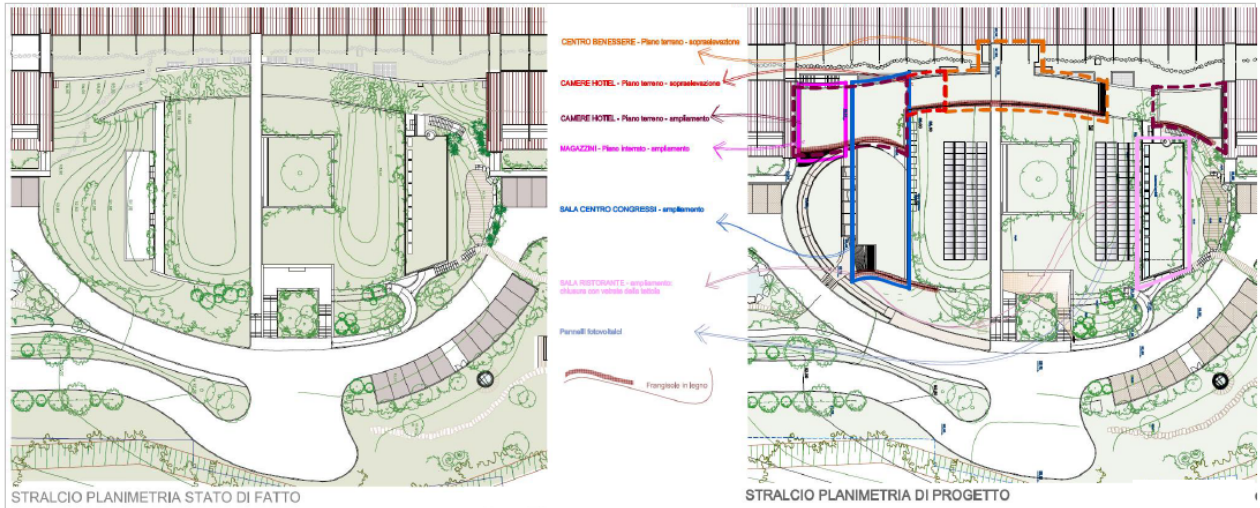 CENTRO BENESSERE - Piano terreno - sopraelevazione
CAMERE HOTEL - Piano terreno - sopraelevazione
CAMERE HOTEL - Piano terreno - ampliamento
MAGAZZINI - Piano interrato - ampliamento
SALA CENTRO CONGRESSI - ampliamento
SALA RISTORANTE - ampliamento:
chiusura con vetrate della tettoia
Pannelli fotovoltaici
Frangisole in legno
STRALCIO PLANIMETRIA STATO DI FATTO
STRALCIO PLANIMETRIA DI PROGETTO